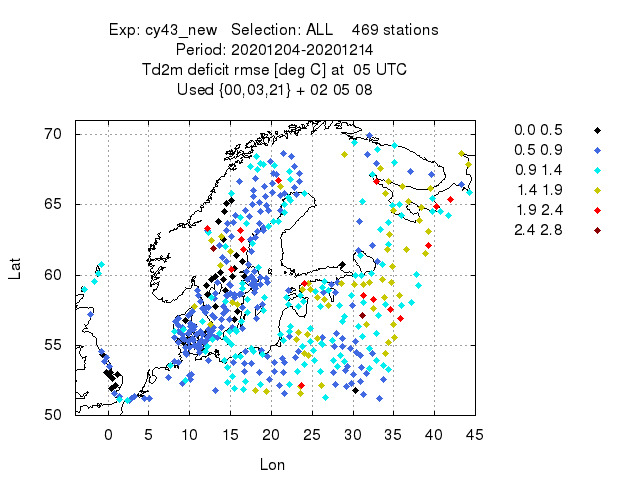 Exp: cy43_new   Selection: ALL    469 stations
Period: 20201204-20201214
Td2m deficit rmse [deg C] at  05 UTC
Used {00,03,21} + 02 05 08
0.0 0.5
0.5 0.9
0.9 1.4
1.4 1.9
1.9 2.4
2.4 2.8
70
65
60
55
50
Lat
0 5 10 15 20 25 30 35 40 45
Lon